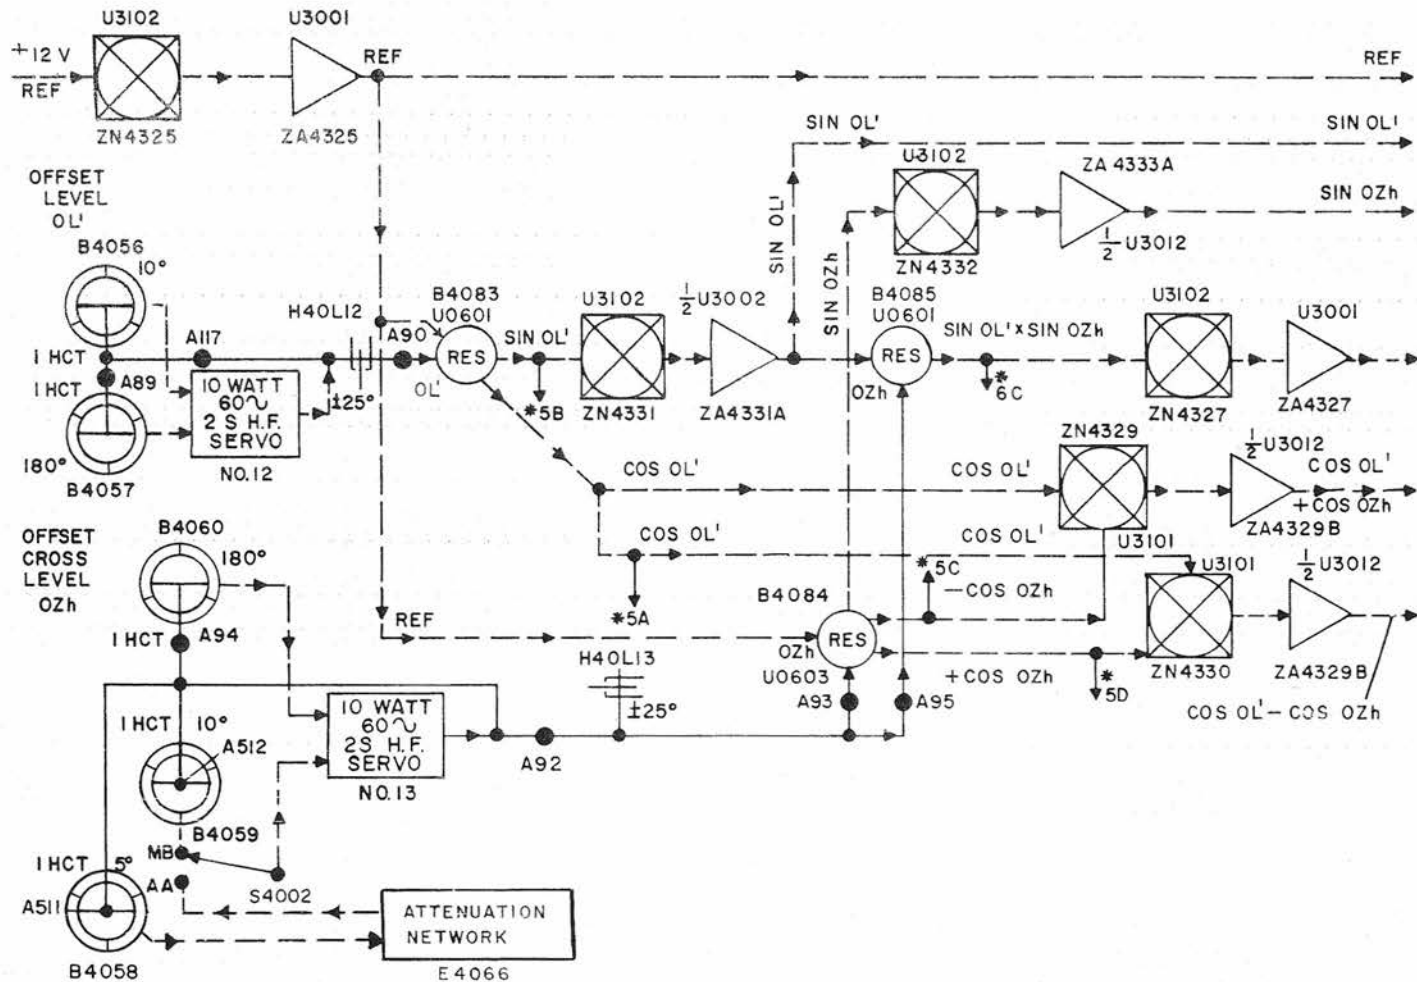 U3102
U3001
+12 V
REF
REF
REF
ZN4325
ZA4325
SIN OL'
SIN OL'
U3102
ZA 4333A
OFFSET
LEVEL
OL'
SIN OZh
B4056
10°
SIN OL'
ZN4332
1/2 U3012
SIN OZh
B4083
U0601
U3102
1/2 U3002
B4085
U0601
U3102
U3001
H40L12
SIN OL' x SIN OZh
1 HCT
A117
A90
SIN OL'
RES
RES
1 HCT
A89
10 WATT
60~
2 S H.F.
SERVO
±25°
OL'
*5B
ZN4331
ZA4331A
OZh
*
6C
ZN4327
ZA4327
ZN4329
1/2 U3012
180°
B4057
NO.12
COS OL'
COS OL'
COS OL'
+COS OZh
B4060
180°
ZA4329B
OFFSET
CROSS
LEVEL
OZh
COS OL'
COS OL'
U3101
U3101
1/2 U3012
*5C
-COS OZh
*5A
B4084
1 HCT
A94
REF
RES
OZh
H40L13
U0603
+COS OZh
*
5D
ZN4330
ZA4329B
A93
A95
±25°
COS OL' - COS OZh
1 HCT
10°
A512
10 WATT
60~
2S H.F.
SERVO
A92
NO.13
B4059
MB
1 HCT
5°
AA
S4002
A511
ATTENUATION
NETWORK
B4058
E4066